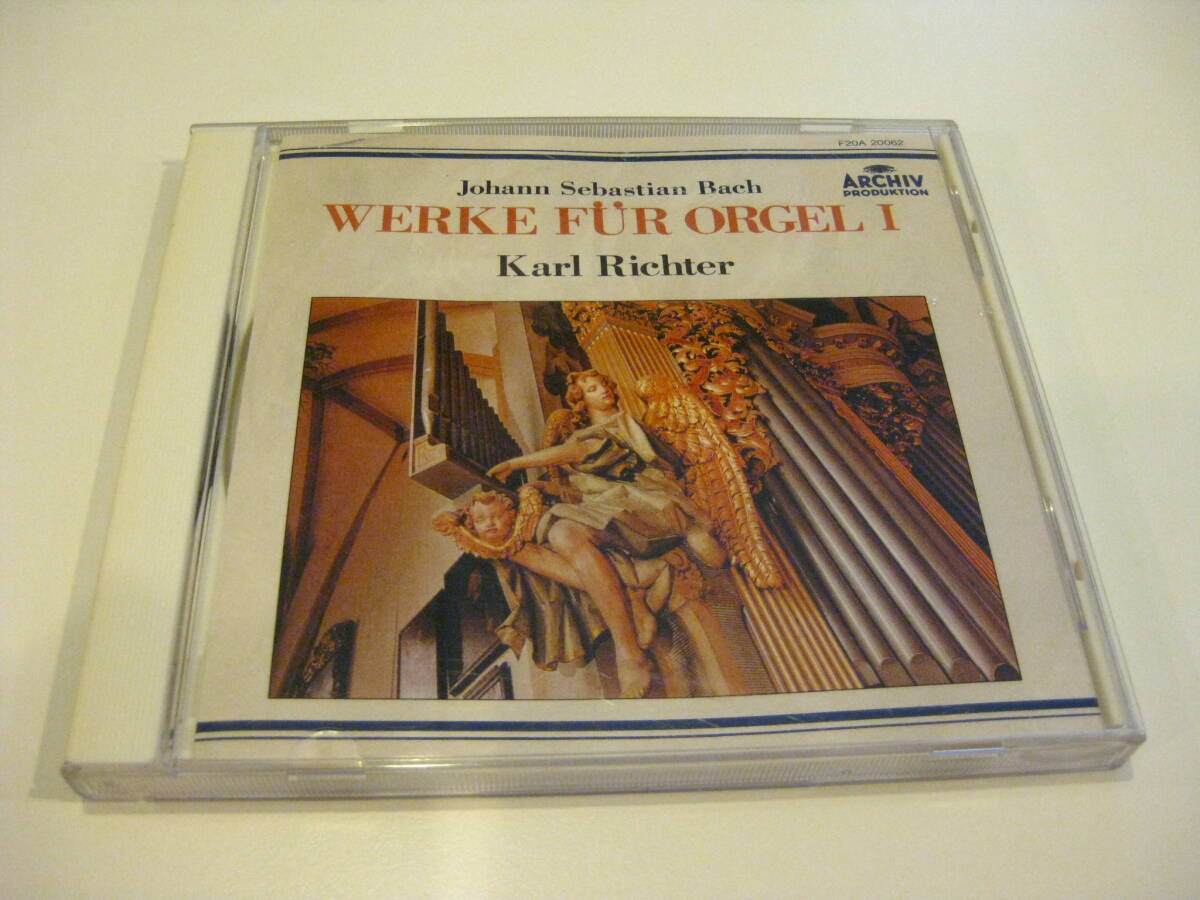 F20A 20062
Johann Sebastian Bach
ARCHIV
PRODUKTION
WERKE FÜR ORGEL I
Karl Richter